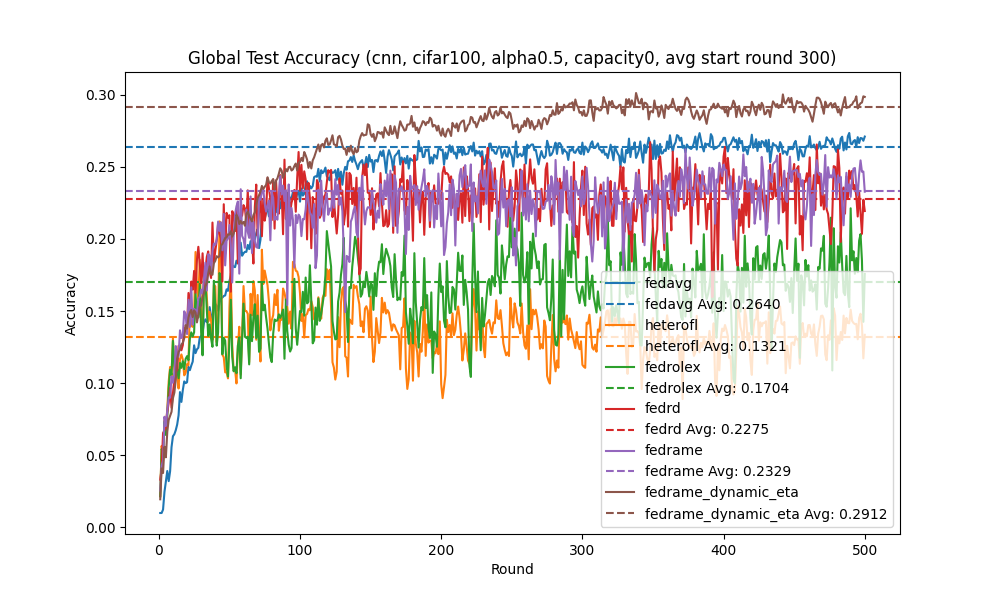 Global Test Accuracy (cnn, cifar100, alpha0.5, capacity0, avg start round 300)
Accuracy
0.30
0.25
0.20
0.15
0.10
0.05
0.00
fedavg
fedavg Avg: 0.2640
heterofl
heterofl Avg: 0.1321
fedrolex
fedrolex Avg: 0.1704
fedrd
fedrd Avg: 0.2275
fedrame
fedrame Avg: 0.2329
fedrame_dynamic_eta
fedrame_dynamic_eta Avg: 0.2912
0 100 200 300 400 500
Round